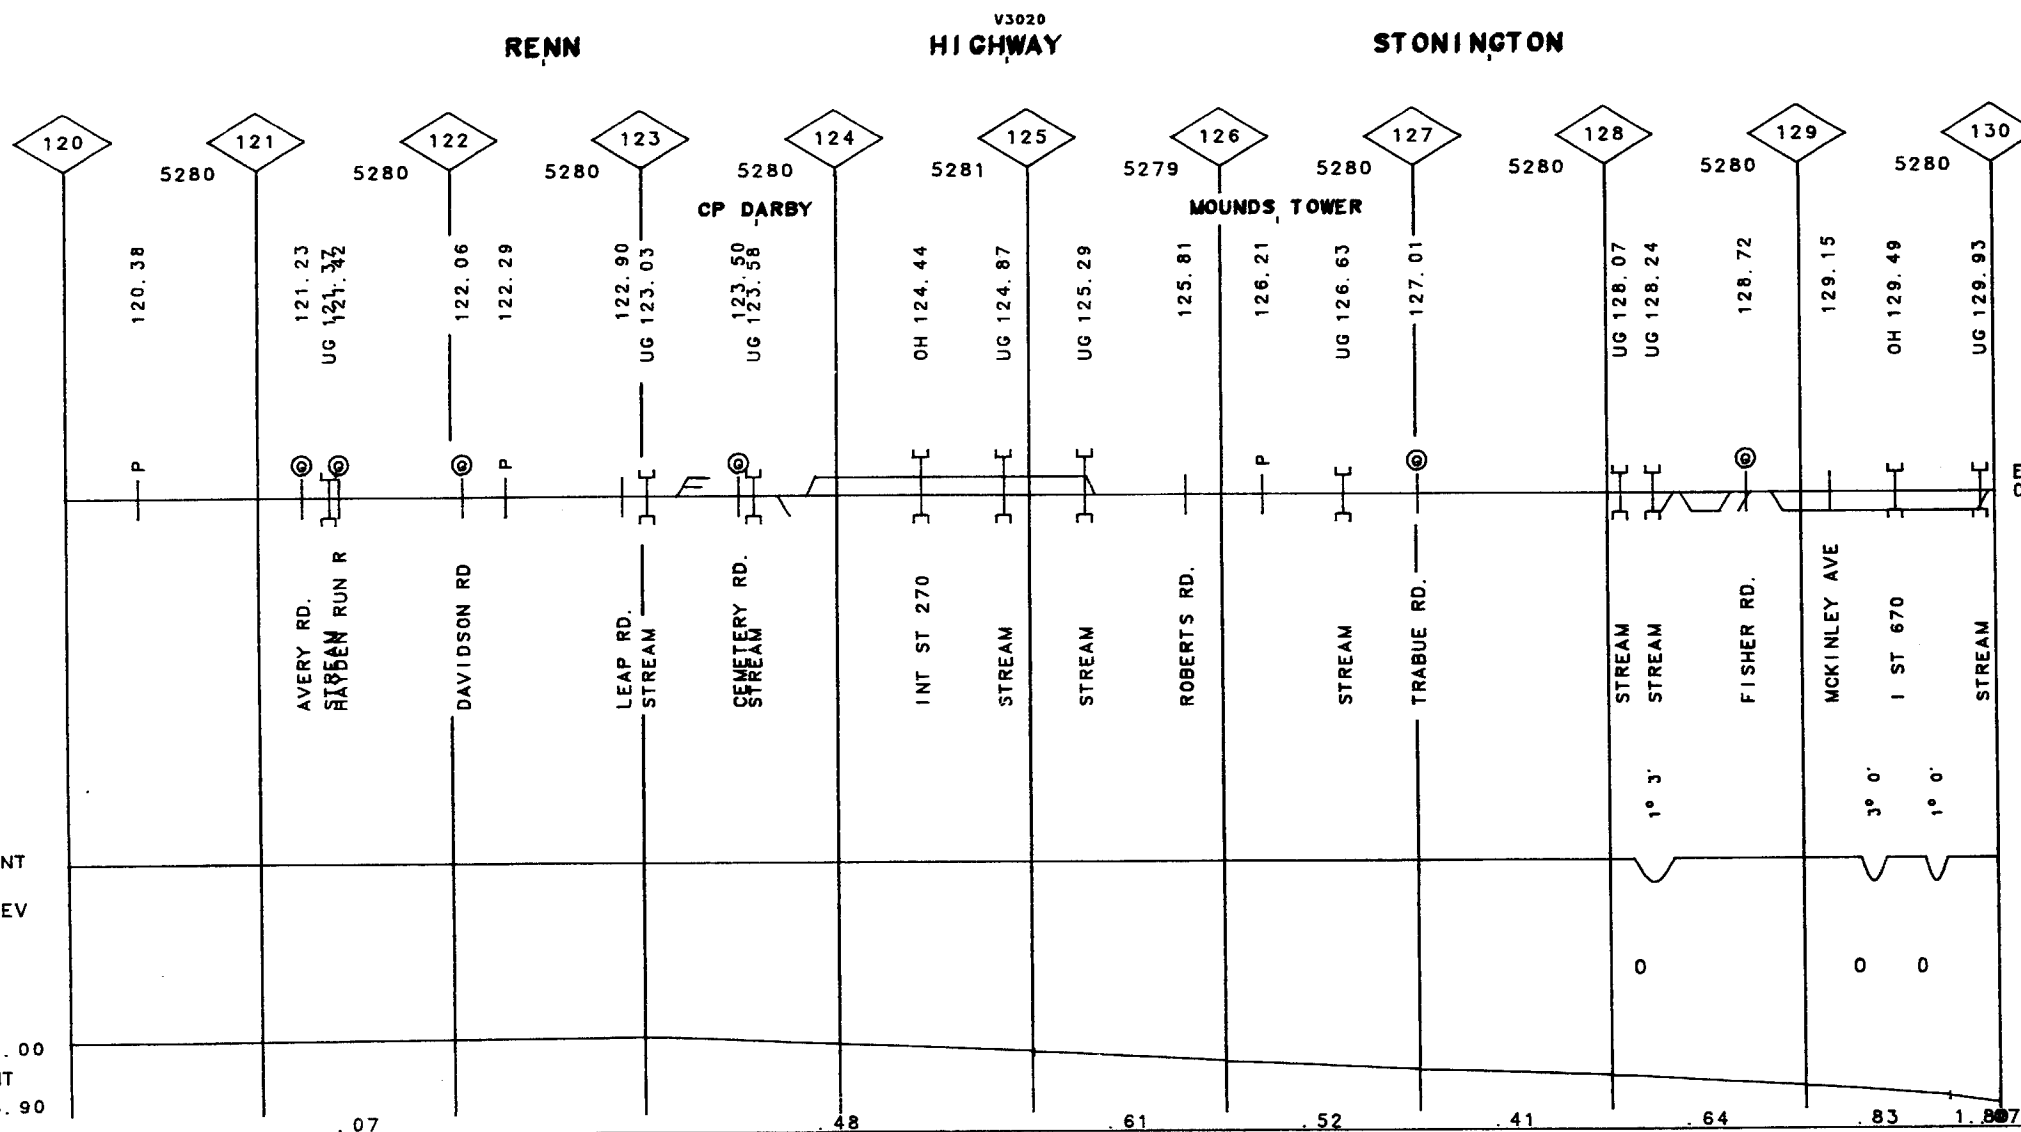 V3020
RENN HIGHWAY STONINGTON
120 121 122 123 124 125 126 127 128 129 130
5280 5280 5280 5280 5281 5279 5280 5280 5280 5280
CP DARBY MOUNDS TOWER
120.38
121.23
UG 121.37
121.42
122.06
122.29
122.90
UG 123.03
123.50
UG 123.58
OH 124.44
UG 124.87
UG 125.29
125.81
126.21
UG 126.63
127.01
UG 128.07
UG 128.24
128.72
129.15
OH 129.49
UG 129.93
P P P
AVERY RD.
STREAM
HAYDEN RUN R
DAVIDSON RD
LEAP RD.
STREAM
CEMETERY RD.
STREAM
INT ST 270
STREAM
STREAM
ROBERTS RD.
STREAM
TRABUE RD.
STREAM
STREAM
FISHER RD.
MCKINLEY AVE
I ST 670
STREAM
1° 3'
3° 0'
1° 0'
NT
EV
0 0 0
.00
IT
.90
.07 .48 .61 .52 .41 .64 .83